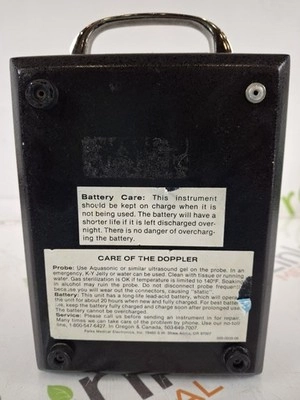 Battery Care: This instrument
should be kept on charge when it is
not being used. The battery will have a
shorter life if it is left discharged over-
night. There is no danger of overcharg-
ing the battery.
CARE OF THE DOPPLER
Probe: Use Aquasonic or similar ultrasound gel on the probe. In an
emergency, K-Y Jelly or water can be used. Clean with tissue or running
water. Gas sterilization is OK if temperature is limited to 140°F. Soaking
in alcohol may ruin the probe. Do not disconnect probe frequently
because you will wear out the connectors, causing "static."
Battery: This unit has a long-life lead-acid battery, which will operate
the unit for about 20 hours when new and fully charged. For best battery
life, keep the battery fully charged and charge soon after prolonged use.
The battery cannot be overcharged.
Service: Please call us before sending an instrument in for repair.
Many times we can take care of the problem by phone. Use our toll-
free line, 1-800-547-6427. In Oregon & Canada, 503-649-7007.
Parks Medical Electronics, Inc. Aloha, OR